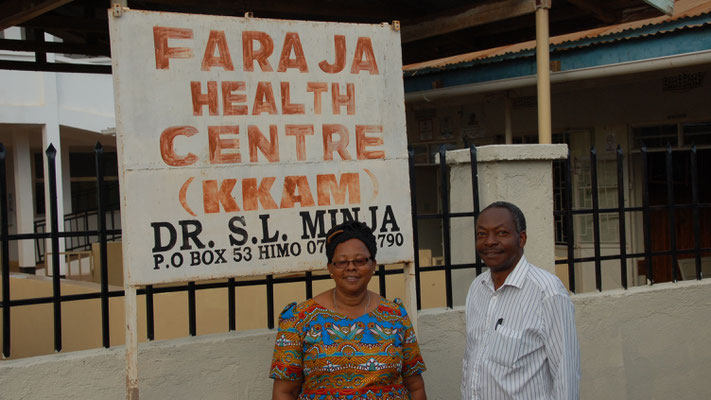 FARAJA
HEALTH
CENTRE
(KKAM)
DR. S.L. MINJA
P.O BOX 53 HIMO